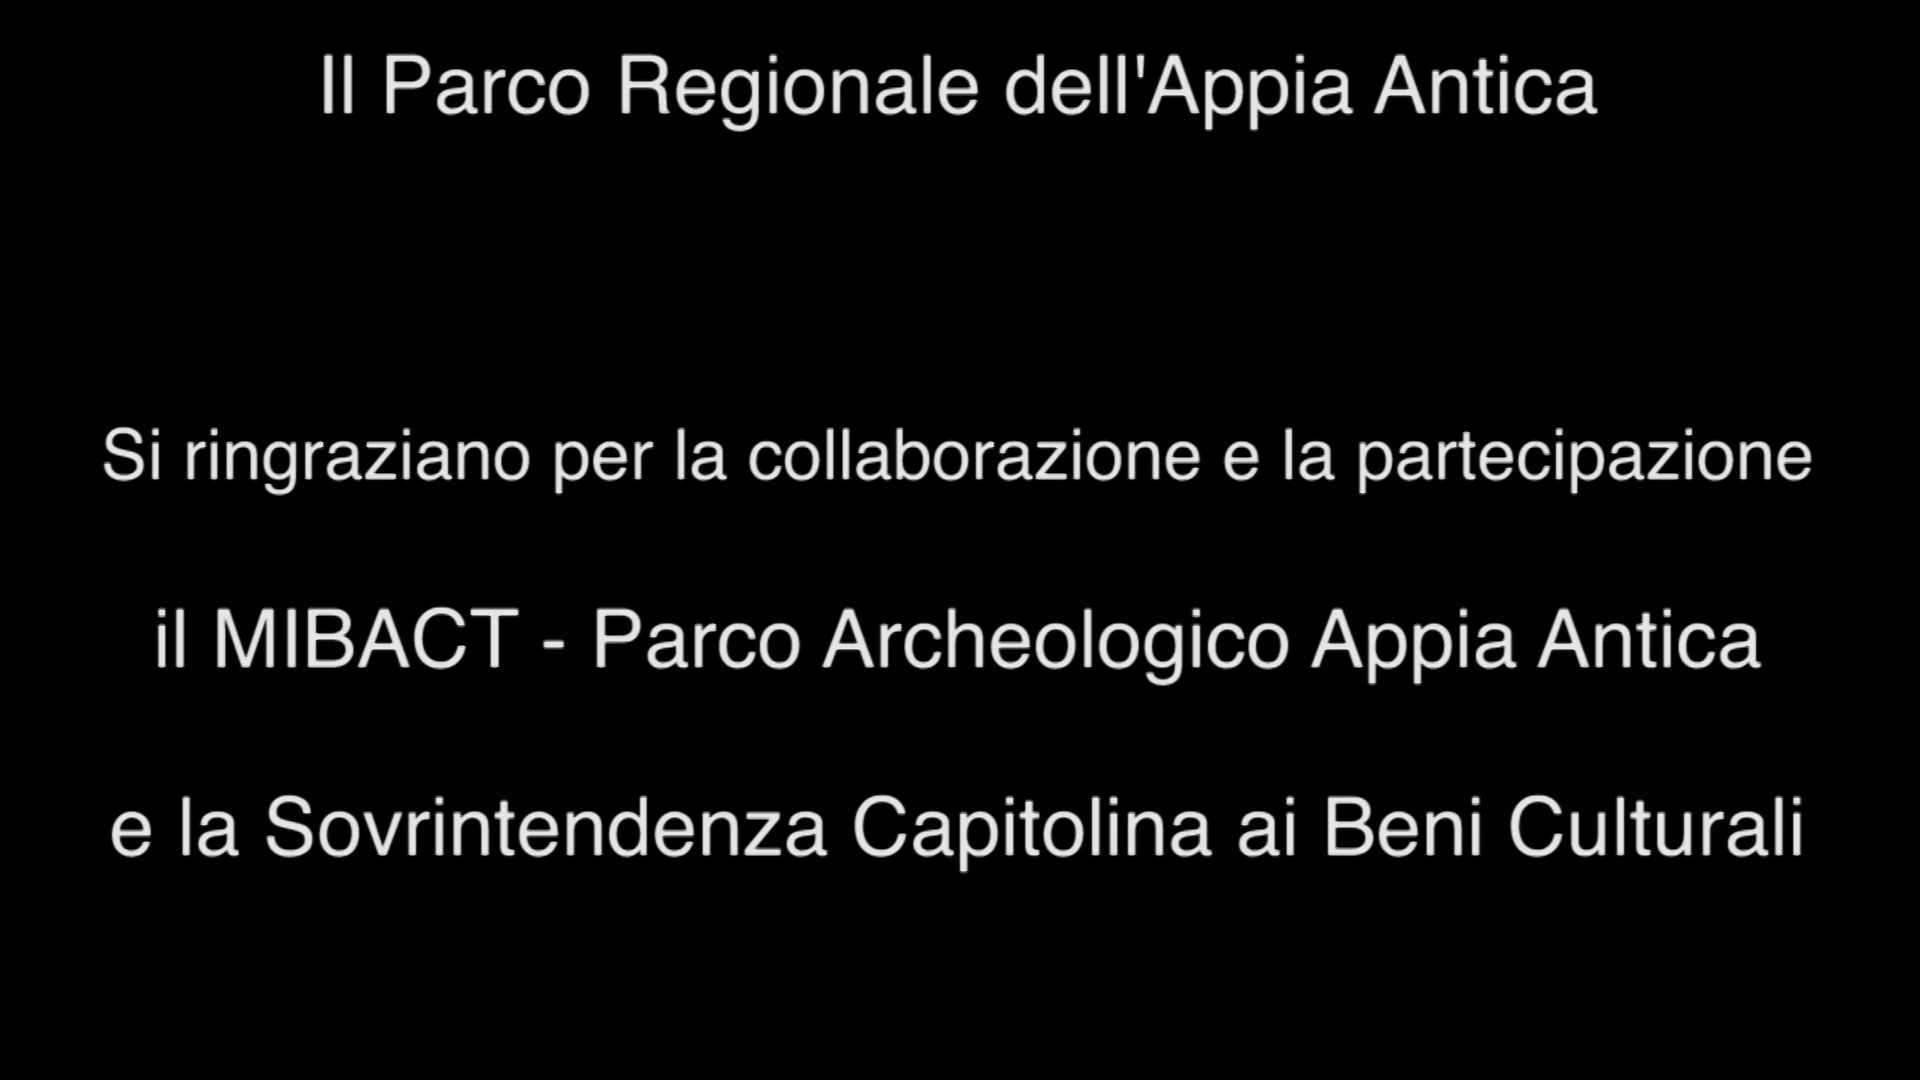 Il Parco Regionale dell'Appia Antica
Si ringraziano per la collaborazione e la partecipazione
il MIBACT - Parco Archeologico Appia Antica
e la Sovrintendenza Capitolina ai Beni Culturali